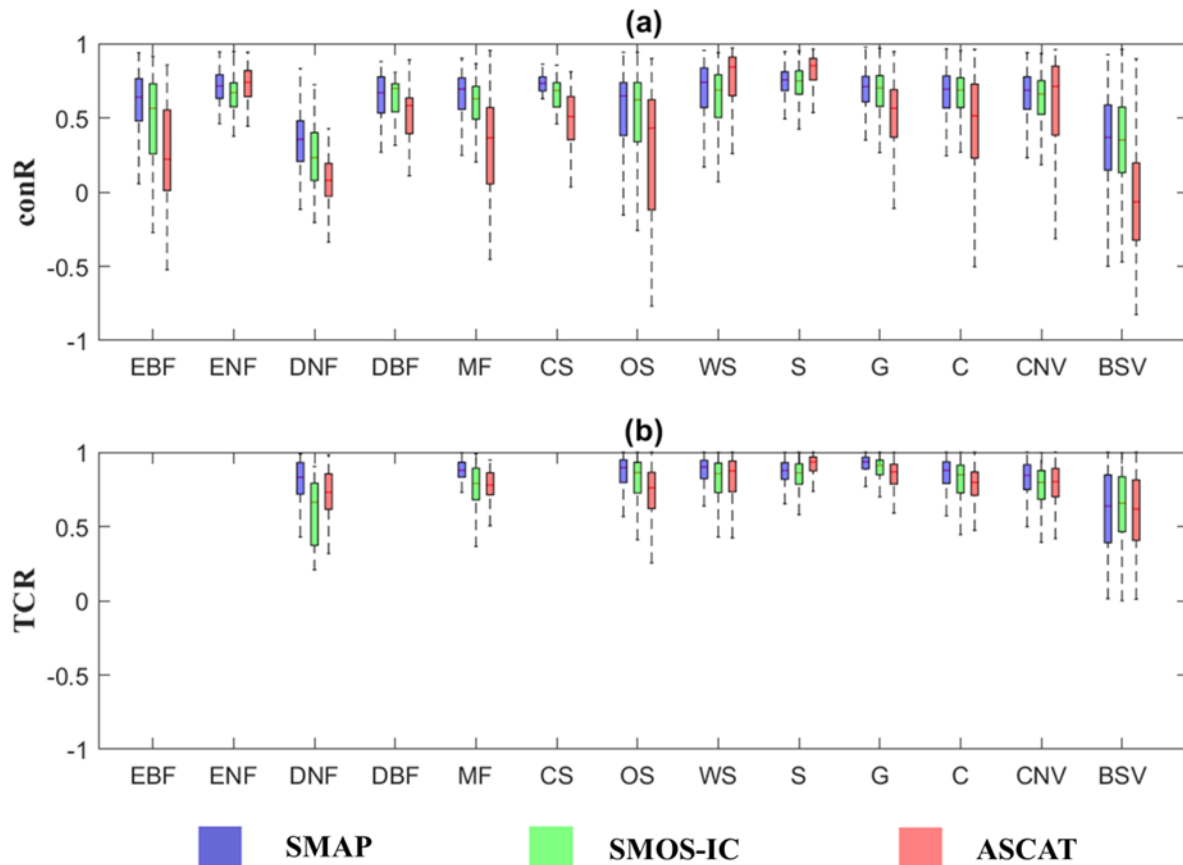 (a)
1
0.5
0
-0.5
-1
conR
EBF ENF DNF DBF MF CS OS WS S G C CNV BSV
(b)
1
0.5
0
-0.5
-1
TCR
EBF ENF DNF DBF MF CS OS WS S G C CNV BSV
SMAP SMOS-IC ASCAT